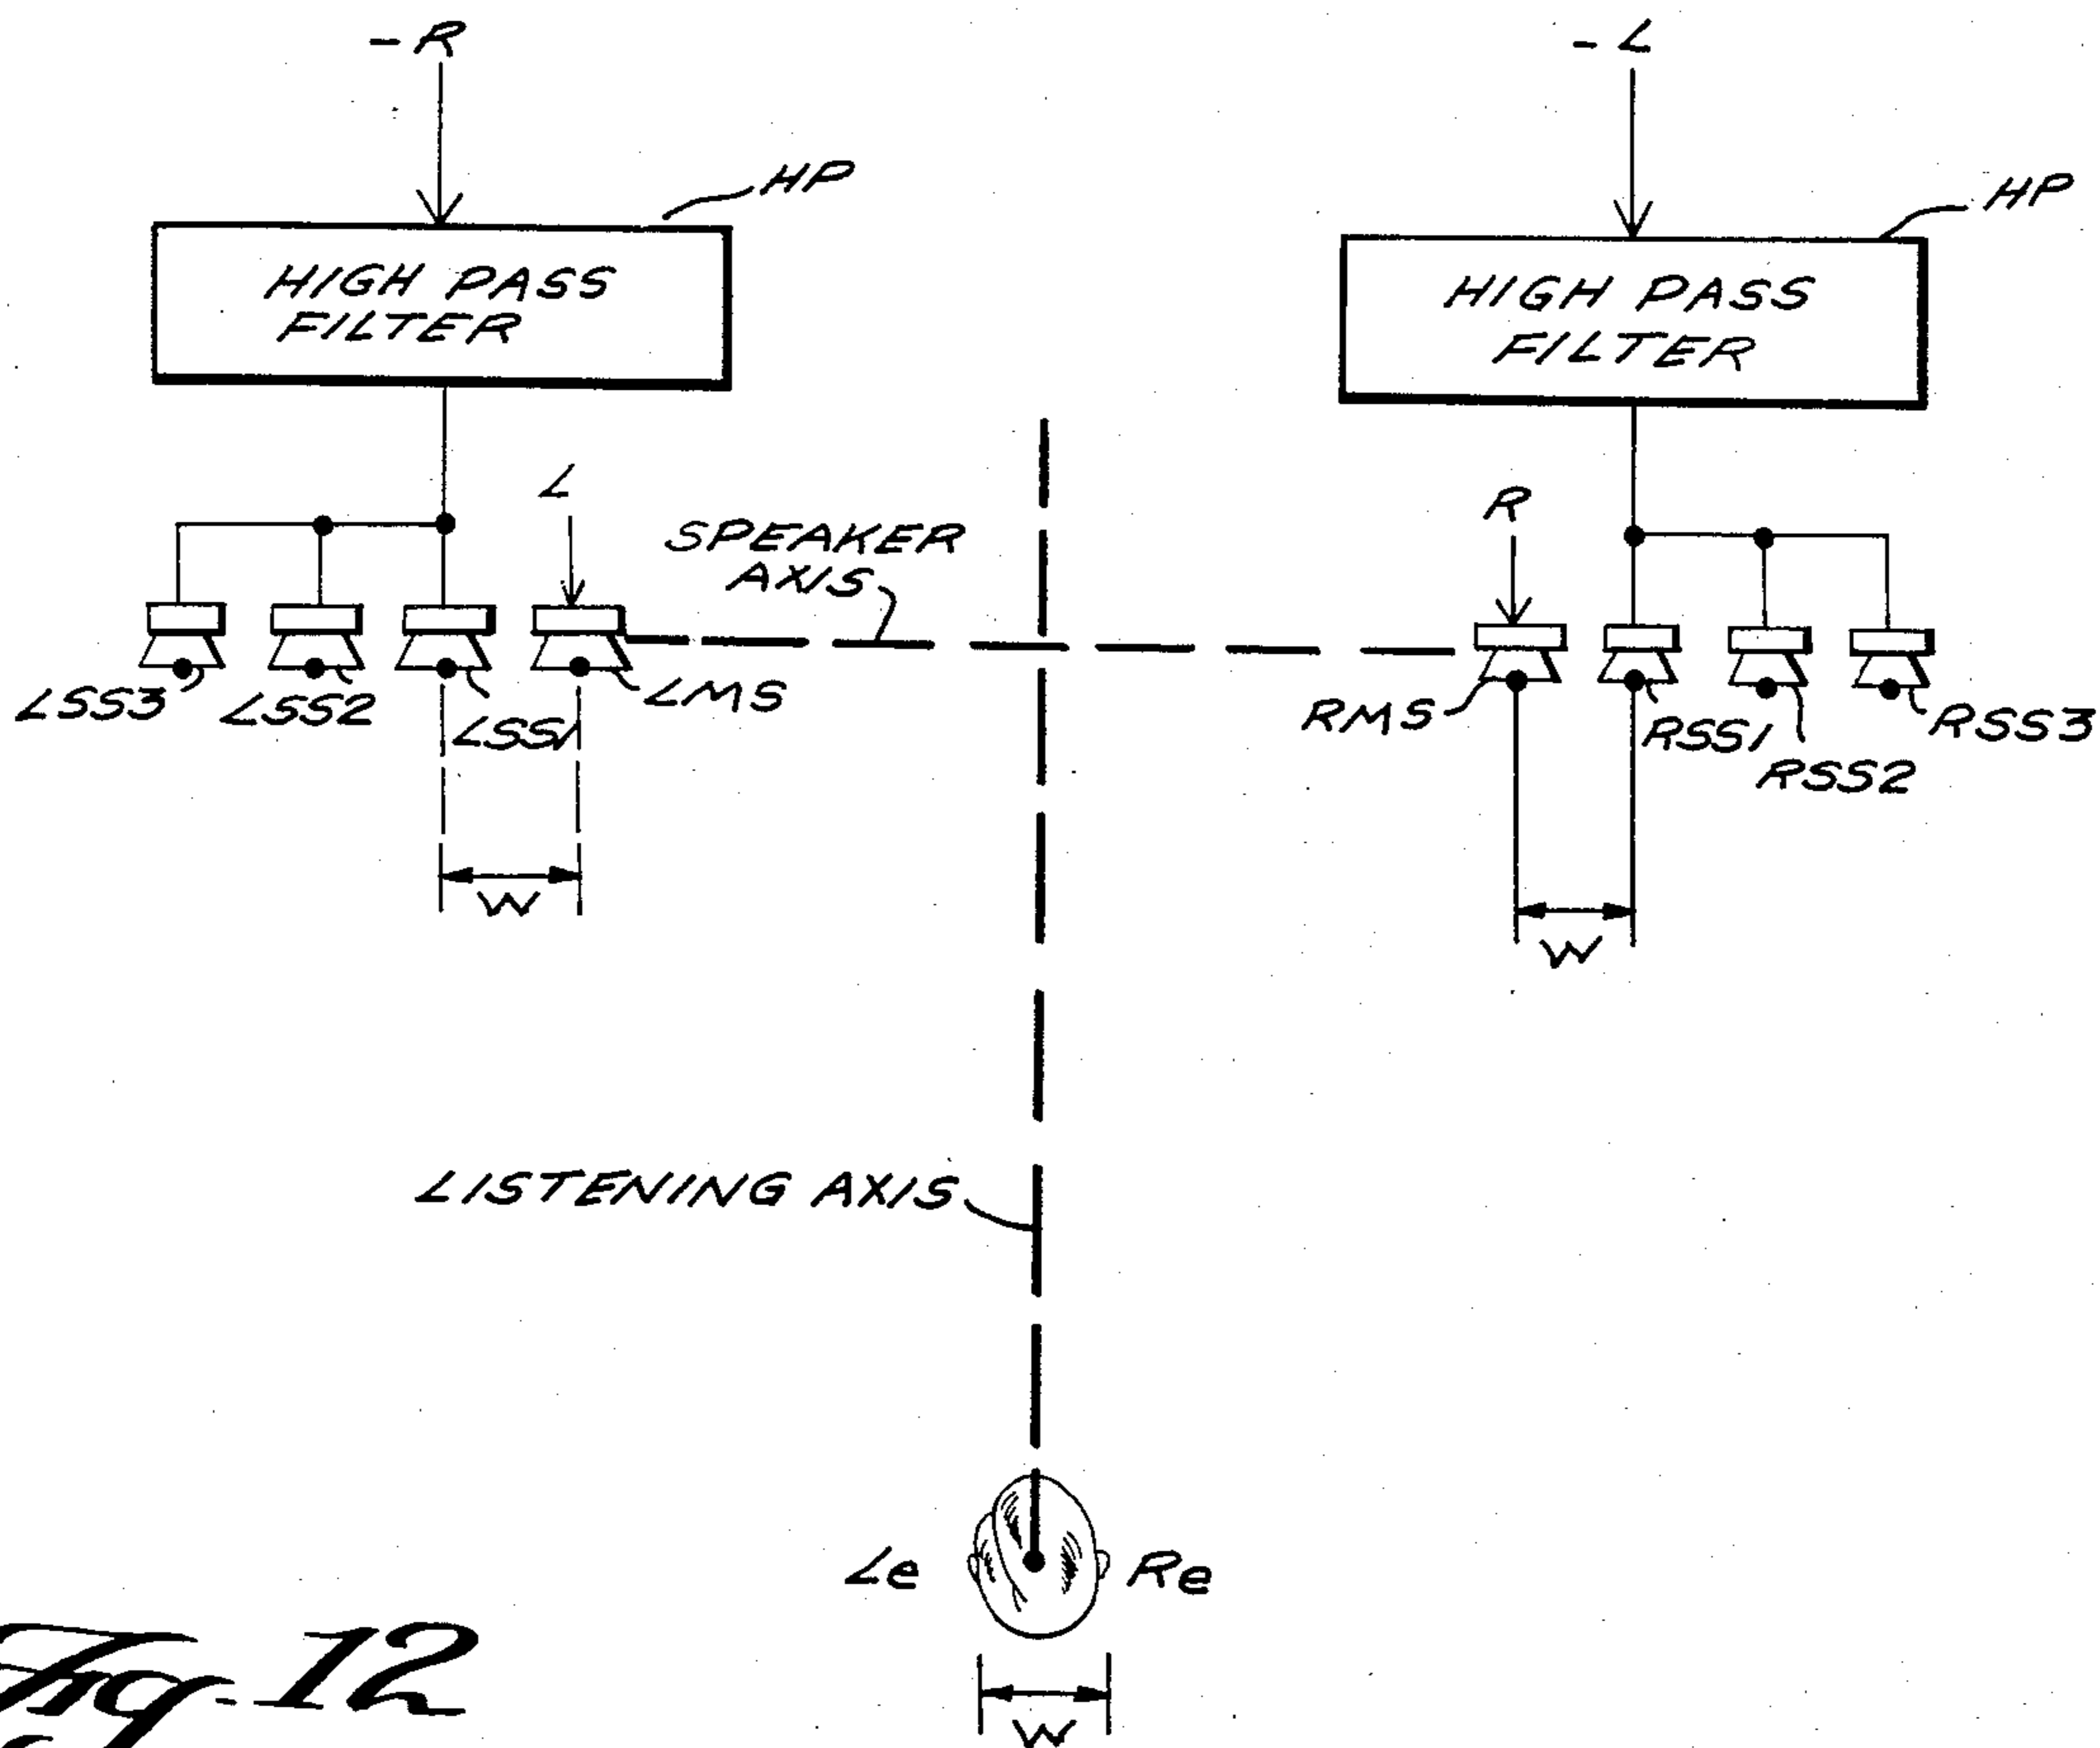 -R
-L
HP
HP
HIGH PASS
FILTER
HIGH PASS
FILTER
L
R
SPEAKER
AXIS
LSS3
LSS2
LSS1
LMS
RMS
RSS1
RSS2
RSS3
W
W
LISTENING AXIS
Le
Re
W
Fig-12